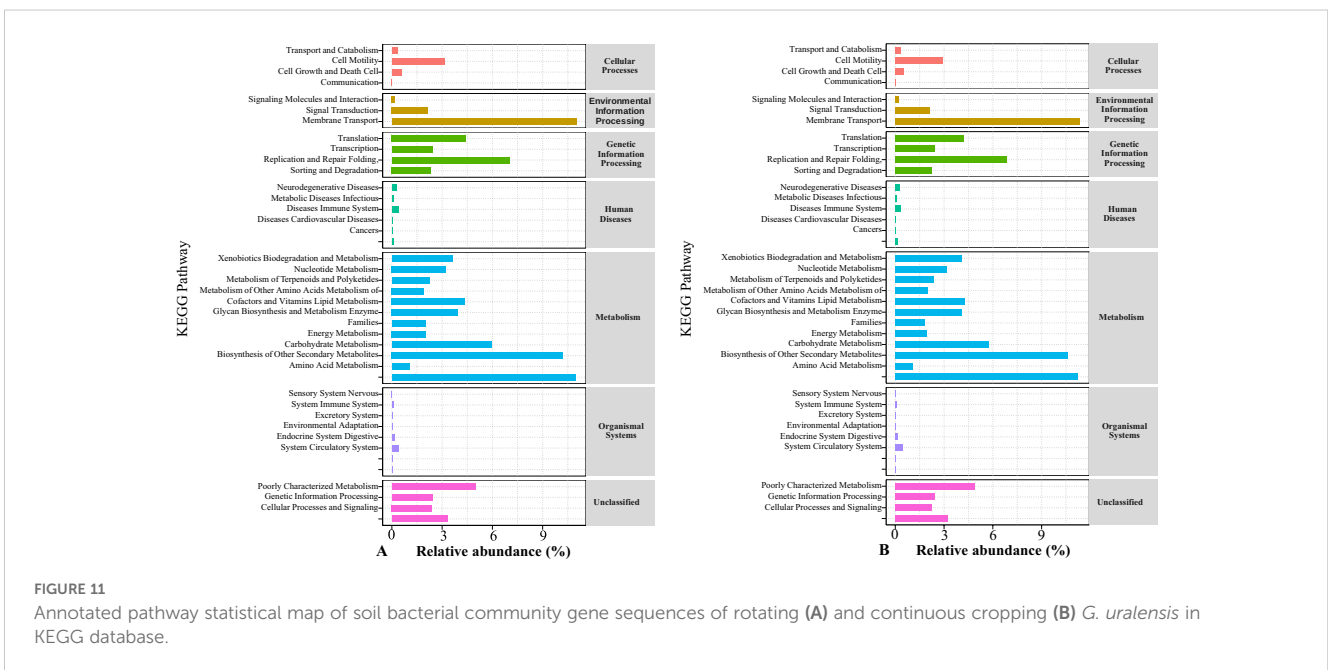 Transport and Catabolism
Cell Motility
Cell Growth and Death Cell
Communication
Cellular
Processes
Signaling Molecules and Interaction
Signal Transduction
Membrane Transport
Environmental
Information
Processing
Translation
Transcription
Replication and Repair Folding,
Sorting and Degradation
Genetic
Information
Processing
Neurodegenerative Diseases
Metabolic Diseases Infectious
Diseases Immune System
Diseases Cardiovascular Diseases
Cancers
Human
Diseases
KEGG Pathway
Xenobiotics Biodegradation and Metabolism
Nucleotide Metabolism
Metabolism of Terpenoids and Polyketides
Metabolism of Other Amino Acids Metabolism of
Cofactors and Vitamins Lipid Metabolism
Glycan Biosynthesis and Metabolism Enzyme
Families
Energy Metabolism
Carbohydrate Metabolism
Biosynthesis of Other Secondary Metabolites
Amino Acid Metabolism
Metabolism
Sensory System Nervous
System Immune System
Excretory System
Environmental Adaptation
Endocrine System Digestive
System Circulatory System
Organismal
Systems
Poorly Characterized Metabolism
Genetic Information Processing
Cellular Processes and Signaling
Unclassified
0 3 6 9
A Relative abundance (%)
Transport and Catabolism
Cell Motility
Cell Growth and Death Cell
Communication
Cellular
Processes
Signaling Molecules and Interaction
Signal Transduction
Membrane Transport
Environmental
Information
Processing
Translation
Transcription
Replication and Repair Folding,
Sorting and Degradation
Genetic
Information
Processing
Neurodegenerative Diseases
Metabolic Diseases Infectious
Diseases Immune System
Diseases Cardiovascular Diseases
Cancers
Human
Diseases
KEGG Pathway
Xenobiotics Biodegradation and Metabolism
Nucleotide Metabolism
Metabolism of Terpenoids and Polyketides
Metabolism of Other Amino Acids Metabolism of
Cofactors and Vitamins Lipid Metabolism
Glycan Biosynthesis and Metabolism Enzyme
Families
Energy Metabolism
Carbohydrate Metabolism
Biosynthesis of Other Secondary Metabolites
Amino Acid Metabolism
Metabolism
Sensory System Nervous
System Immune System
Excretory System
Environmental Adaptation
Endocrine System Digestive
System Circulatory System
Organismal
Systems
Poorly Characterized Metabolism
Genetic Information Processing
Cellular Processes and Signaling
Unclassified
0 3 6 9
B Relative abundance (%)
FIGURE 11
Annotated pathway statistical map of soil bacterial community gene sequences of rotating (A) and continuous cropping (B) G. uralensis in
KEGG database.